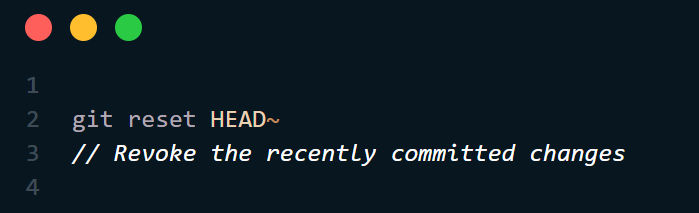 1
2 git reset HEAD~
3 // Revoke the recently committed changes
4